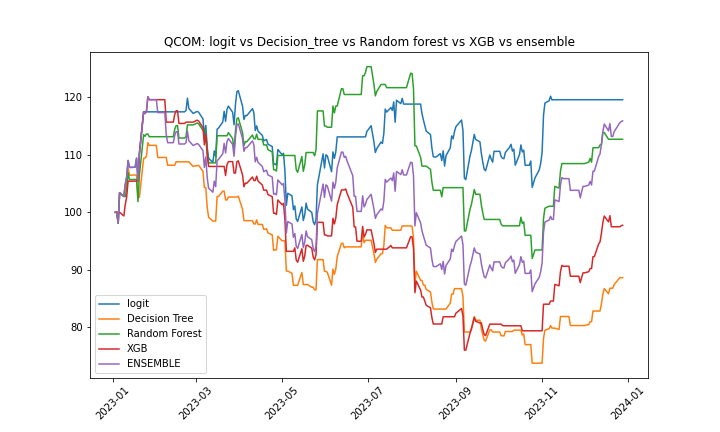 QCOM: logit vs Decision_tree vs Random forest vs XGB vs ensemble
120
110
100
90
80
logit
Decision Tree
Random Forest
XGB
ENSEMBLE
2023-01
2023-03
2023-05
2023-07
2023-09
2023-11
2024-01